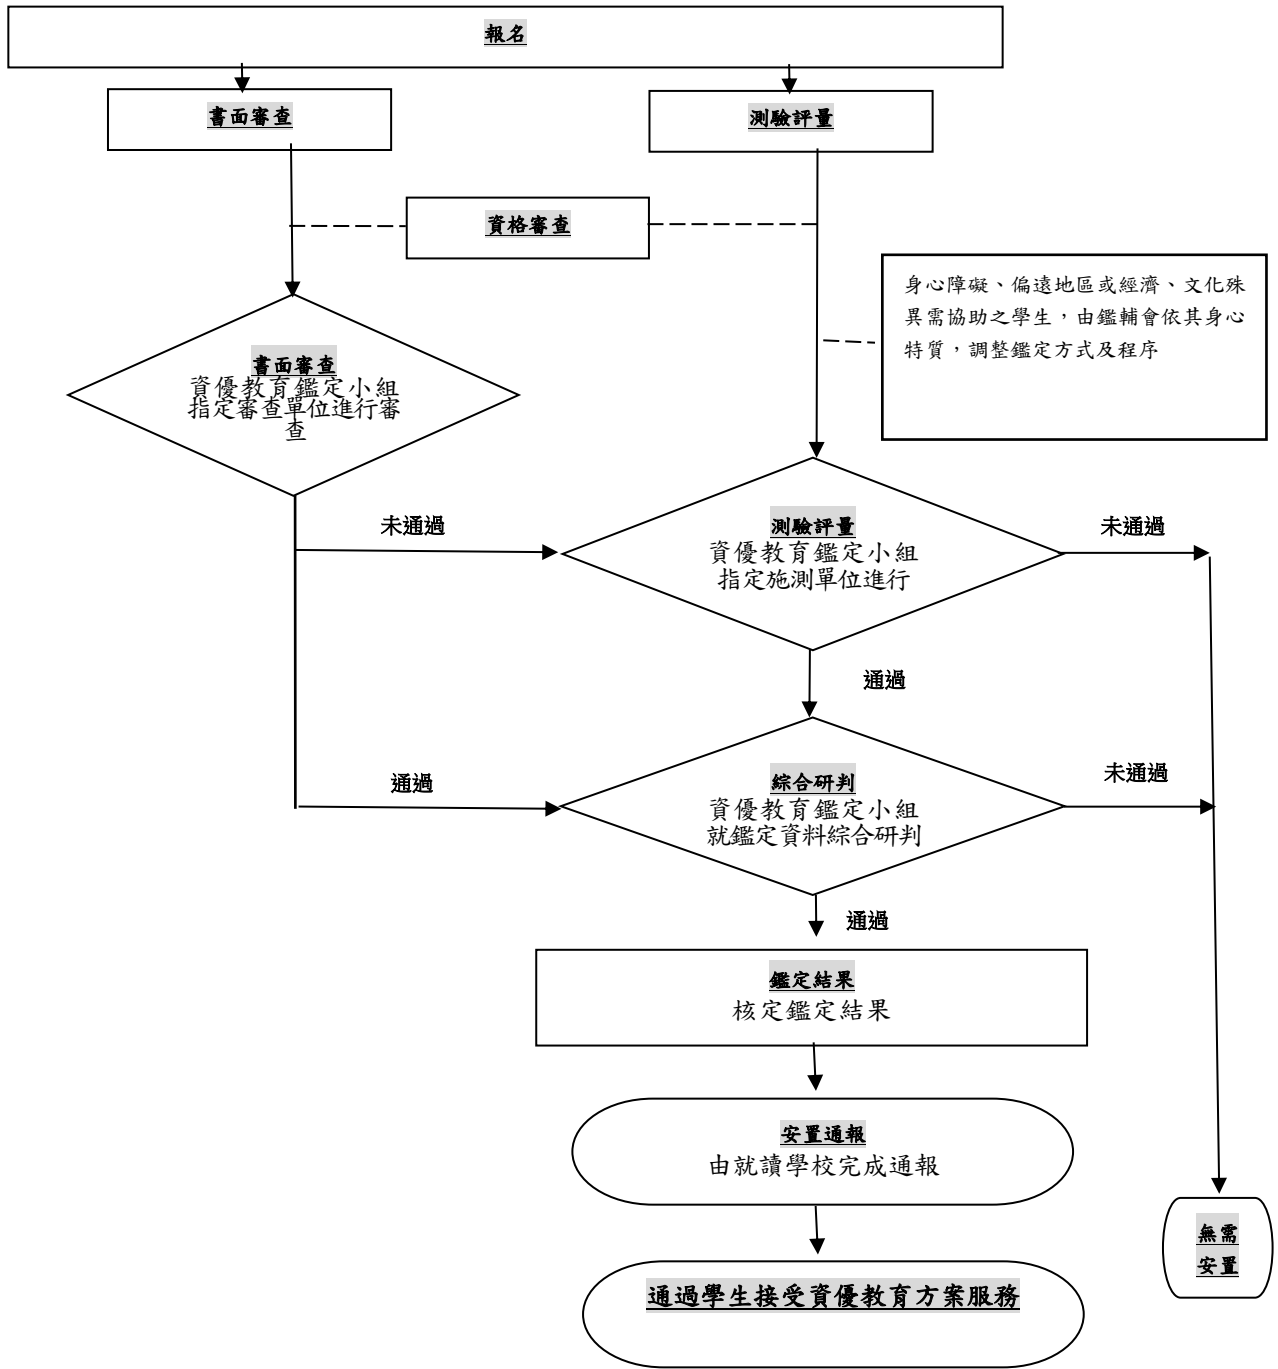 報名
書面審查
測驗評量
資格審查
身心障礙、偏遠地區或經濟、文化殊
異需協助之學生，由鑑輔會依其身心
特質，調整鑑定方式及程序
書面審查
資優教育鑑定小組
指定審查單位進行審
查
未通過
測驗評量
資優教育鑑定小組
指定施測單位進行
未通過
通過
通過
綜合研判
資優教育鑑定小組
就鑑定資料綜合研判
未通過
通過
鑑定結果
核定鑑定結果
安置通報
由就讀學校完成通報
無需
安置
通過學生接受資優教育方案服務